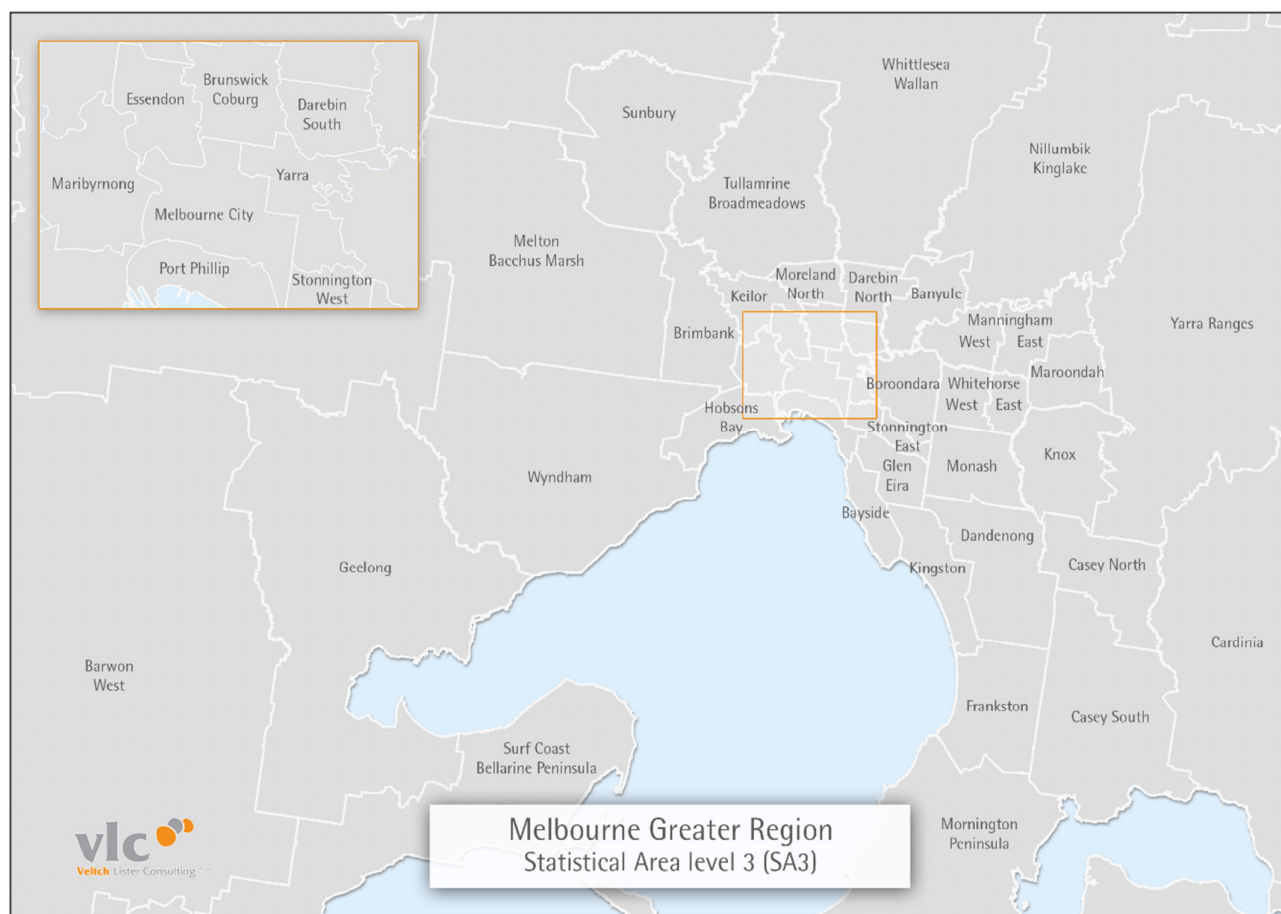 Essendon
Brunswick
Coburg
Darebin
South
Maribyrnong
Yarra
Melbourne City
Port Phillip
Stonnington
West
Whittlesea
Wallan
Sunbury
Nillumbik
Kinglake
Tullamrine
Broadmeadows
Melton
Bacchus Marsh
Moreland
North
Darebin
North
Keilor
Banyule
Brimbank
Manningham
West
East
Yarra Ranges
Maroondah
Boroondara
Whitehorse
West
East
Hobsons
Bay
Stonnington
East
Glen
Eira
Monash
Knox
Wyndham
Bayside
Dandenong
Geelong
Kingston
Casey North
Cardinia
Barwon
West
Frankston
Casey South
Surf Coast
Bellarine Peninsula
Mornington
Peninsula
vlc
Veitch Lister Consulting
Melbourne Greater Region
Statistical Area level 3 (SA3)